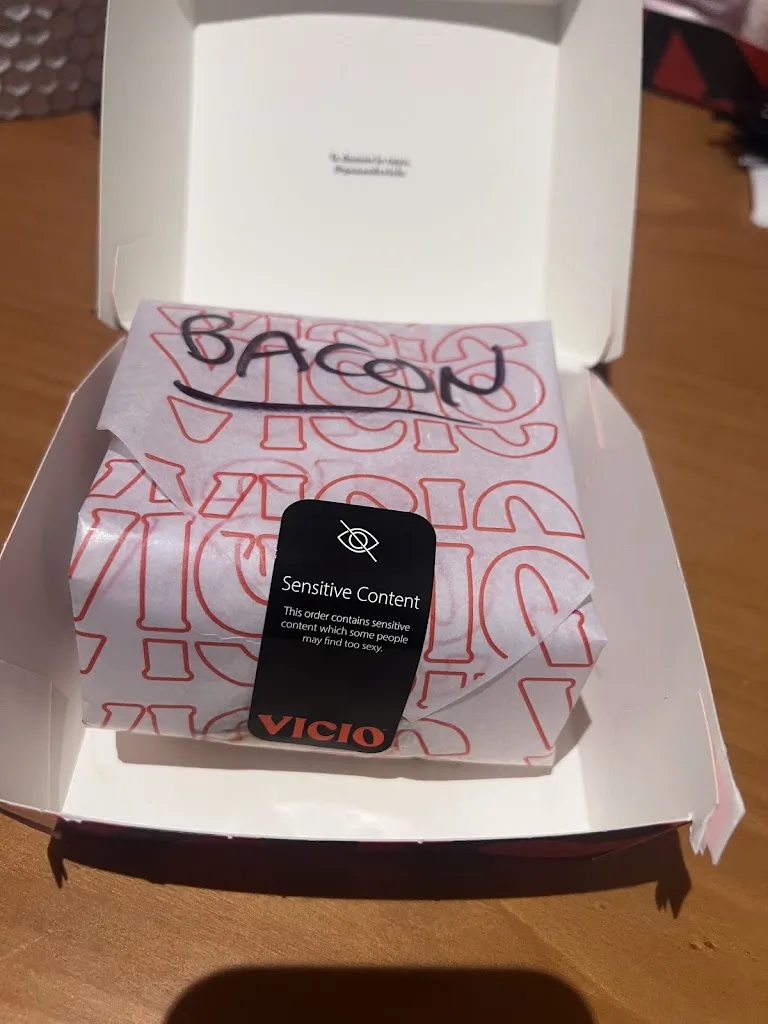 BACON
VICIO
VICIO
VICIO
Sensitive Content
This order contains sensitive
content which some people
may find too sexy.
VICIO